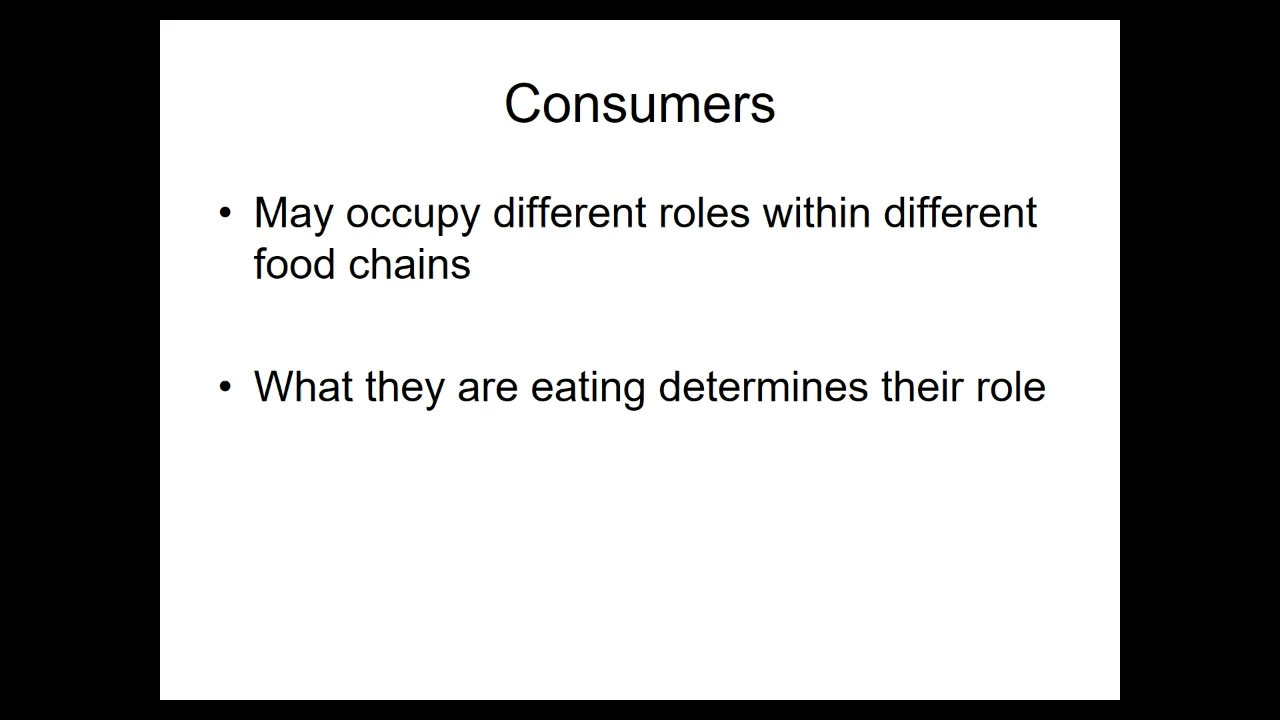 Consumers
• May occupy different roles within different
food chains
• What they are eating determines their role